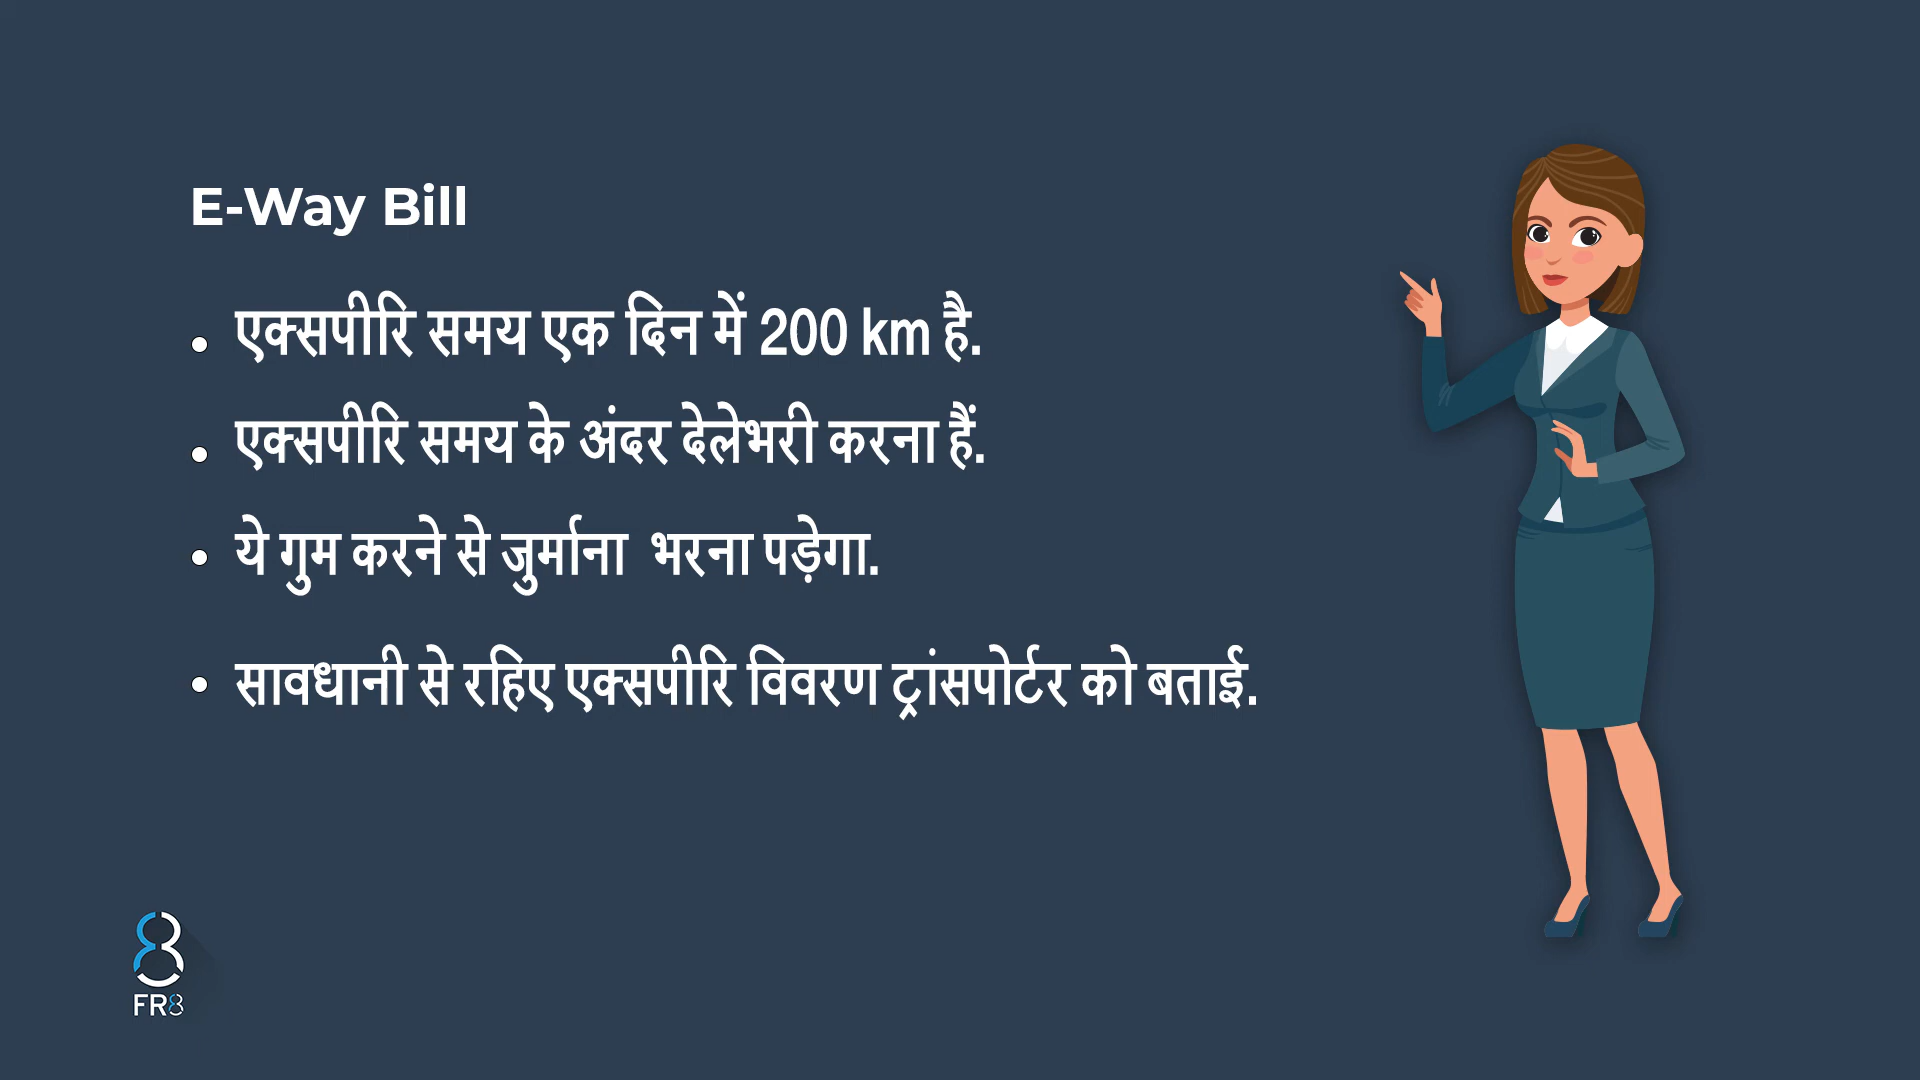 E-Way Bill
• एक्सपीरि समय एक दिन में 200 km है.
• एक्सपीरि समय के अंदर देलेभरी करना हैं.
• ये गुम करने से जुर्माना  भरना पड़ेगा.
• सावधानी से रहिए एक्सपीरि विवरण ट्रांसपोर्टर को बताई.
FR8